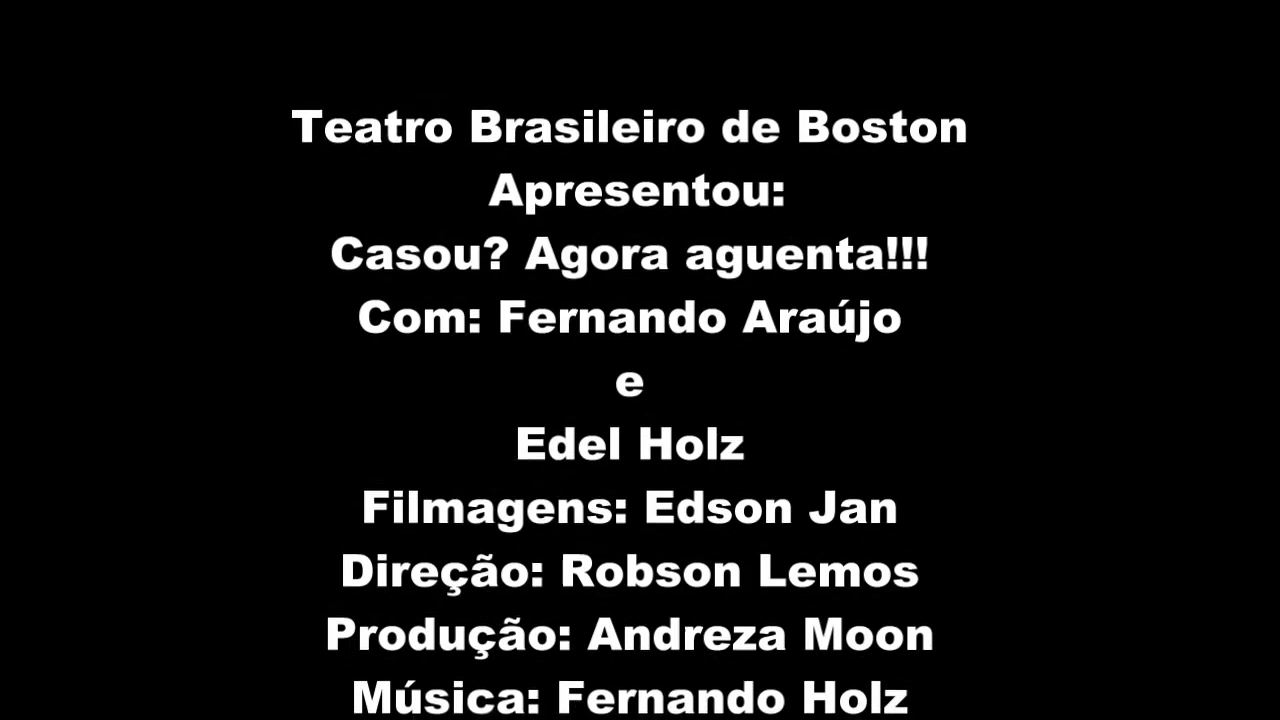 Teatro Brasileiro de Boston
Apresentou:
Casou? Agora aguenta!!!
Com: Fernando Araújo
e
Edel Holz
Filmagens: Edson Jan
Direção: Robson Lemos
Produção: Andreza Moon
Música: Fernando Holz